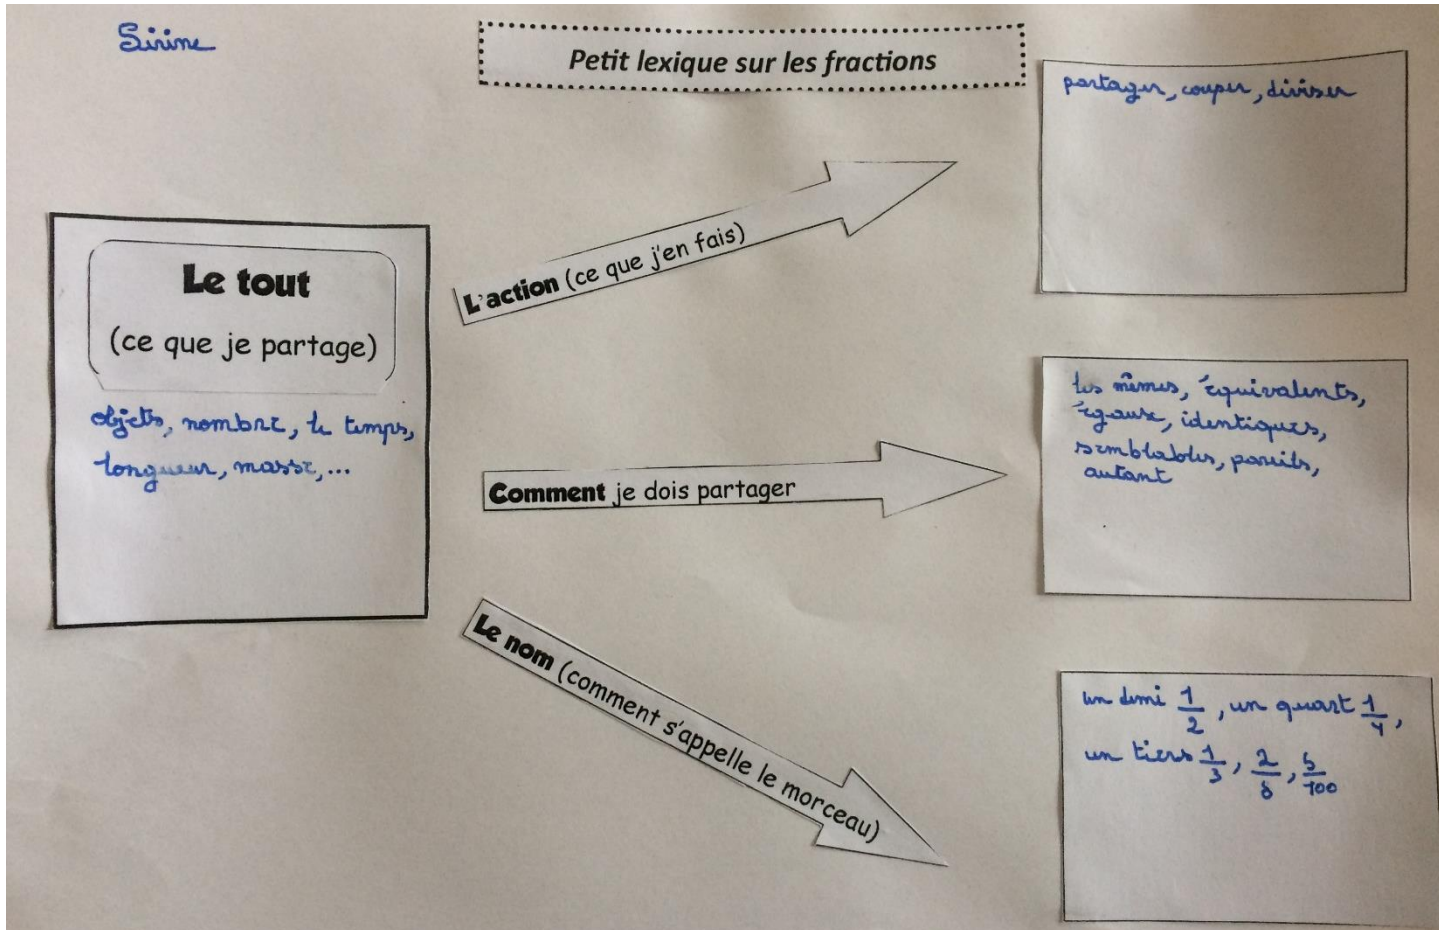 Sirine
Petit lexique sur les fractions
Le tout
(ce que je partage)
objets, nombre, le temps,
longueur, masse, ...
L'action (ce que j'en fais)
partager, couper, diviser
Comment je dois partager
les mêmes, équivalents,
égaux, identiques,
semblables, pareils,
autant
Le nom (comment s'appelle le morceau)
un demi 1/2, un quart 1/4,
un tiers 1/3, 2/8, 5/100